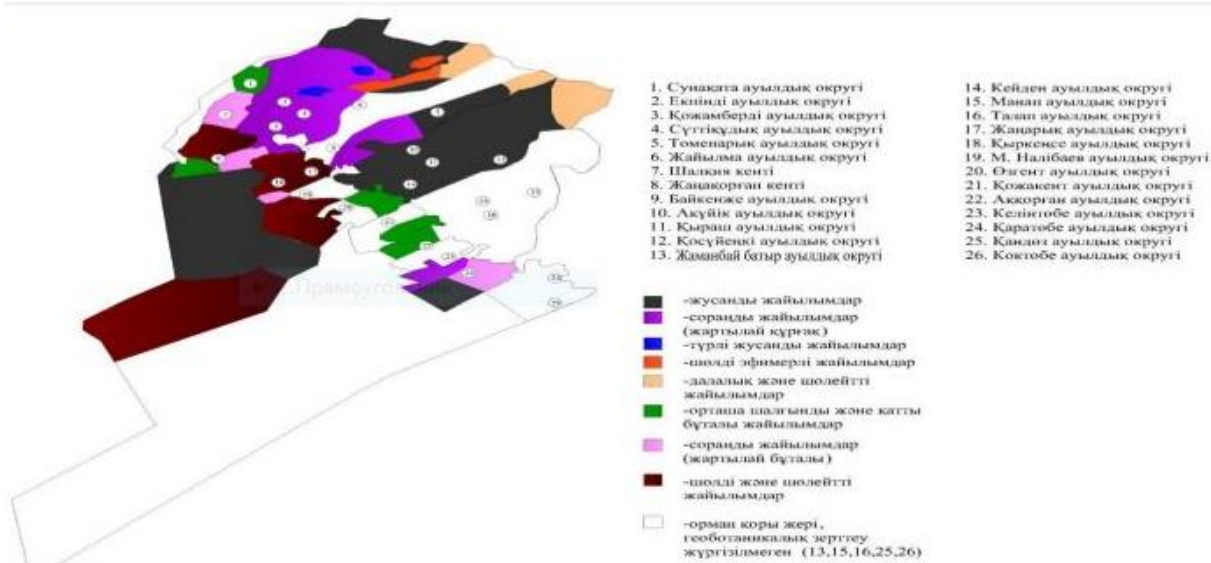 1. Сунақата ауылдық округі
2. Екпінді ауылдық округі
3. Қожамберді ауылдық округі
4. Сүттіқұдық ауылдық округі
5. Төменарық ауылдық округі
6. Жайылма ауылдық округі
7. Шалқия кенті
8. Жаңақорған кенті
9. Байкенже ауылдық округі
10. Ақүйік ауылдық округі
11. Қыраш ауылдық округі
12. Қосүйеңкі ауылдық округі
13. Жаманбай батыр ауылдық округі
14. Кейден ауылдық округі
15. Манап ауылдық округі
16. Талап ауылдық округі
17. Жаңарық ауылдық округі
18. Қыркеңсе ауылдық округі
19. М. Налібаев ауылдық округі
20. Өзгент ауылдық округі
21. Қожакент ауылдық округі
22. Аққорған ауылдық округі
23. Келінтөбе ауылдық округі
24. Қаратөбе ауылдық округі
25. Қандөз ауылдық округі
26. Көктөбе ауылдық округі
-жусанды жайылымдар
-сораңды жайылымдар
(жартылай құрғақ)
-түрлі жусанды жайылымдар
-шөлді эфимерлі жайылымдар
-далалық және шөлейтті
жайылымдар
-орташа шалғынды және қатты
бұталы жайылымдар
-сораңды жайылымдар
(жартылай бұталы)
-шөлді және шөлейтті
жайылымдар
-орман қоры жері,
геоботаникалық зерттеу
жүргізілмеген (13,15,16,25,26)